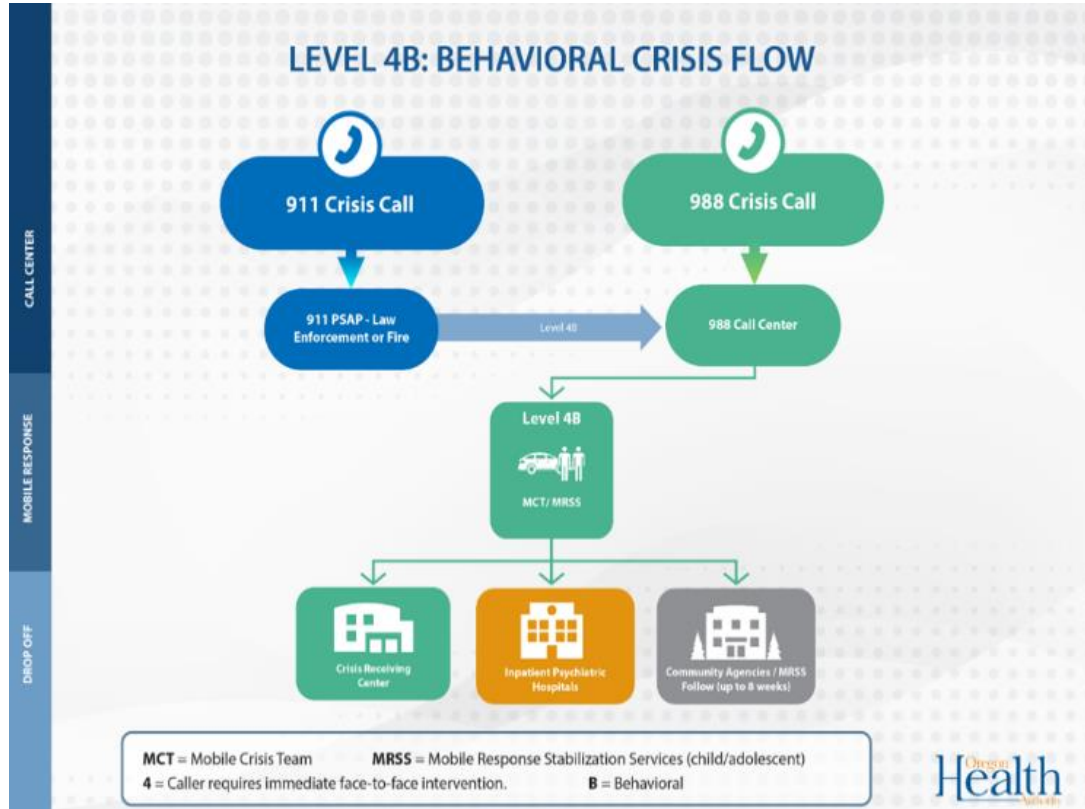 LEVEL 4B: BEHAVIORAL CRISIS FLOW
CALL CENTER
911 Crisis Call
988 Crisis Call
911 PSAP - Law
Enforcement or Fire
Level 4B
988 Call Center
MOBILE RESPONSE
Level 4B
MCT/ MRSS
DROP OFF
Crisis Receiving
Center
Inpatient Psychiatric
Hospitals
Community Agencies / MRSS
Follow (up to 8 weeks)
MCT = Mobile Crisis Team
MRSS = Mobile Response Stabilization Services (child/adolescent)
4 = Caller requires immediate face-to-face intervention.
B = Behavioral
Oregon
Health
Authority